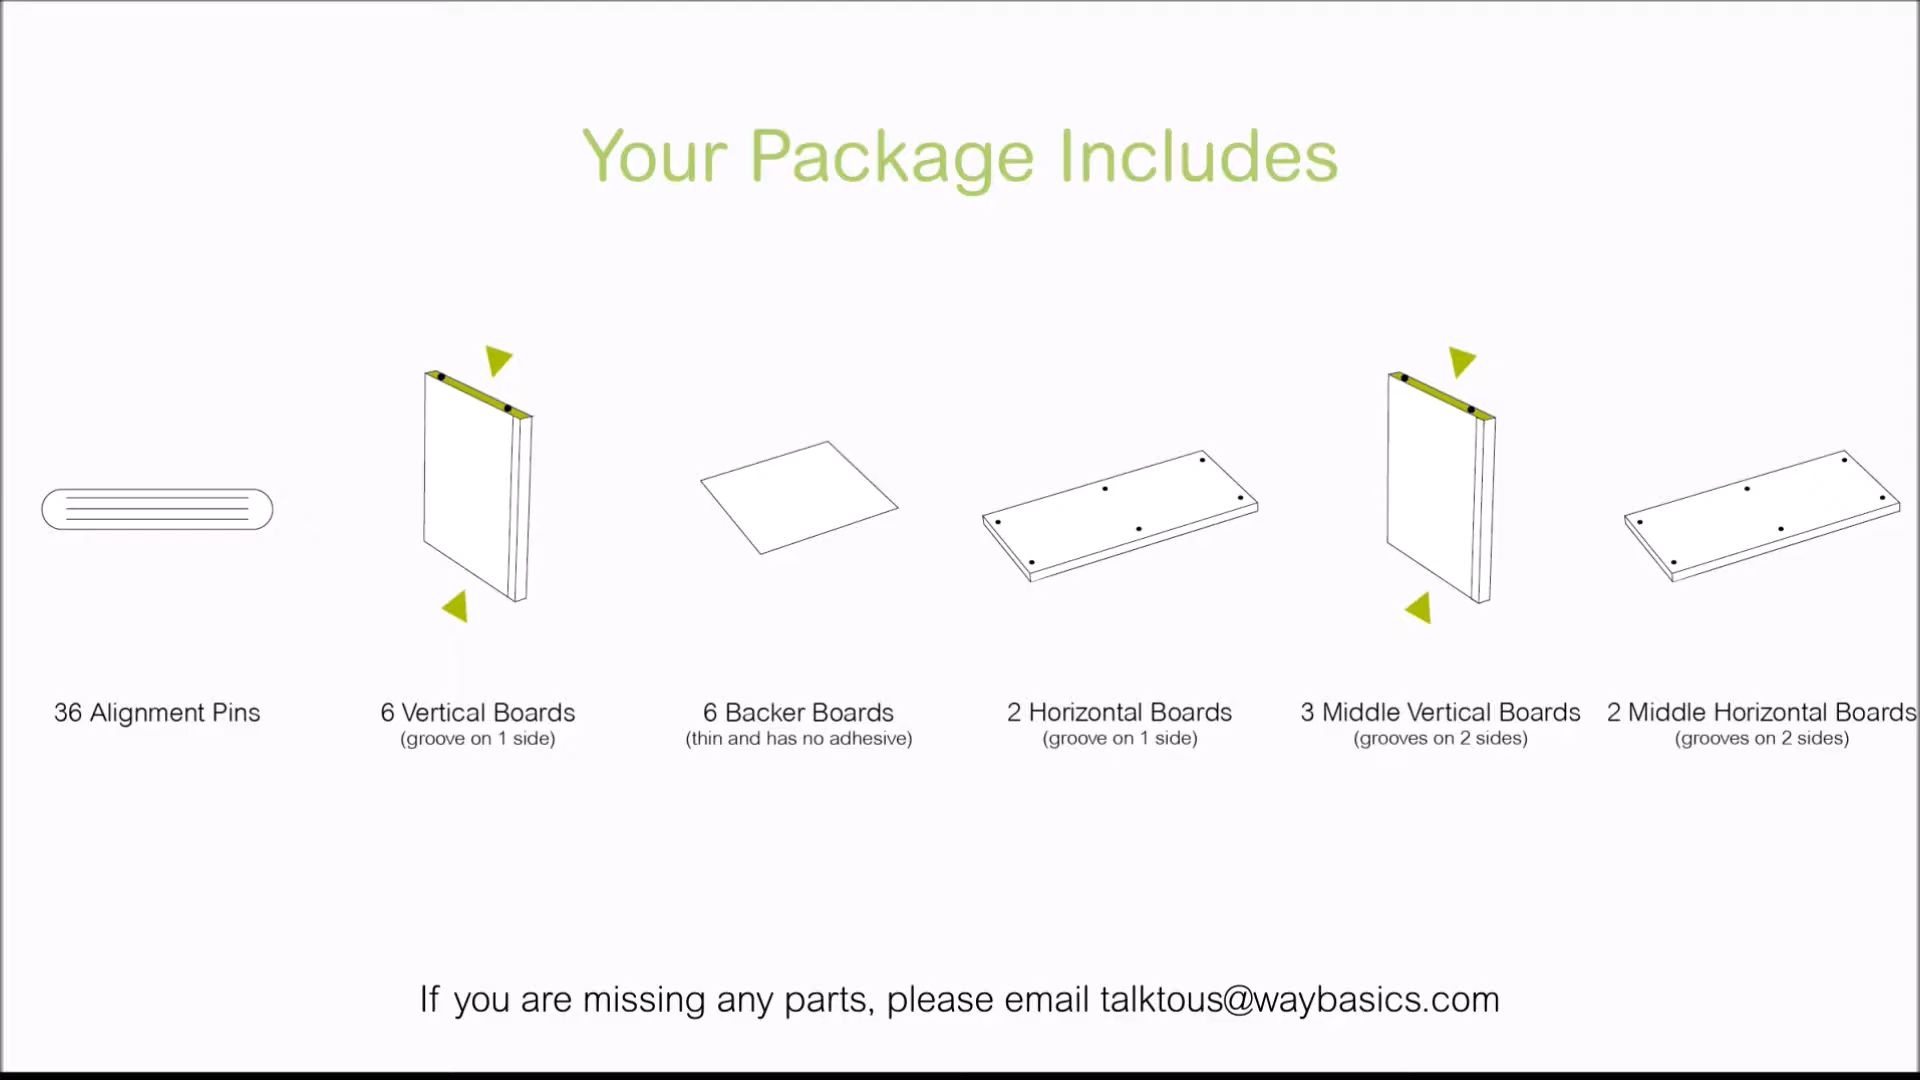 Your Package Includes
36 Alignment Pins
6 Vertical Boards
(groove on 1 side)
6 Backer Boards
(thin and has no adhesive)
2 Horizontal Boards
(groove on 1 side)
3 Middle Vertical Boards
(grooves on 2 sides)
2 Middle Horizontal Boards
(grooves on 2 sides)
If you are missing any parts, please email talktous@waybasics.com